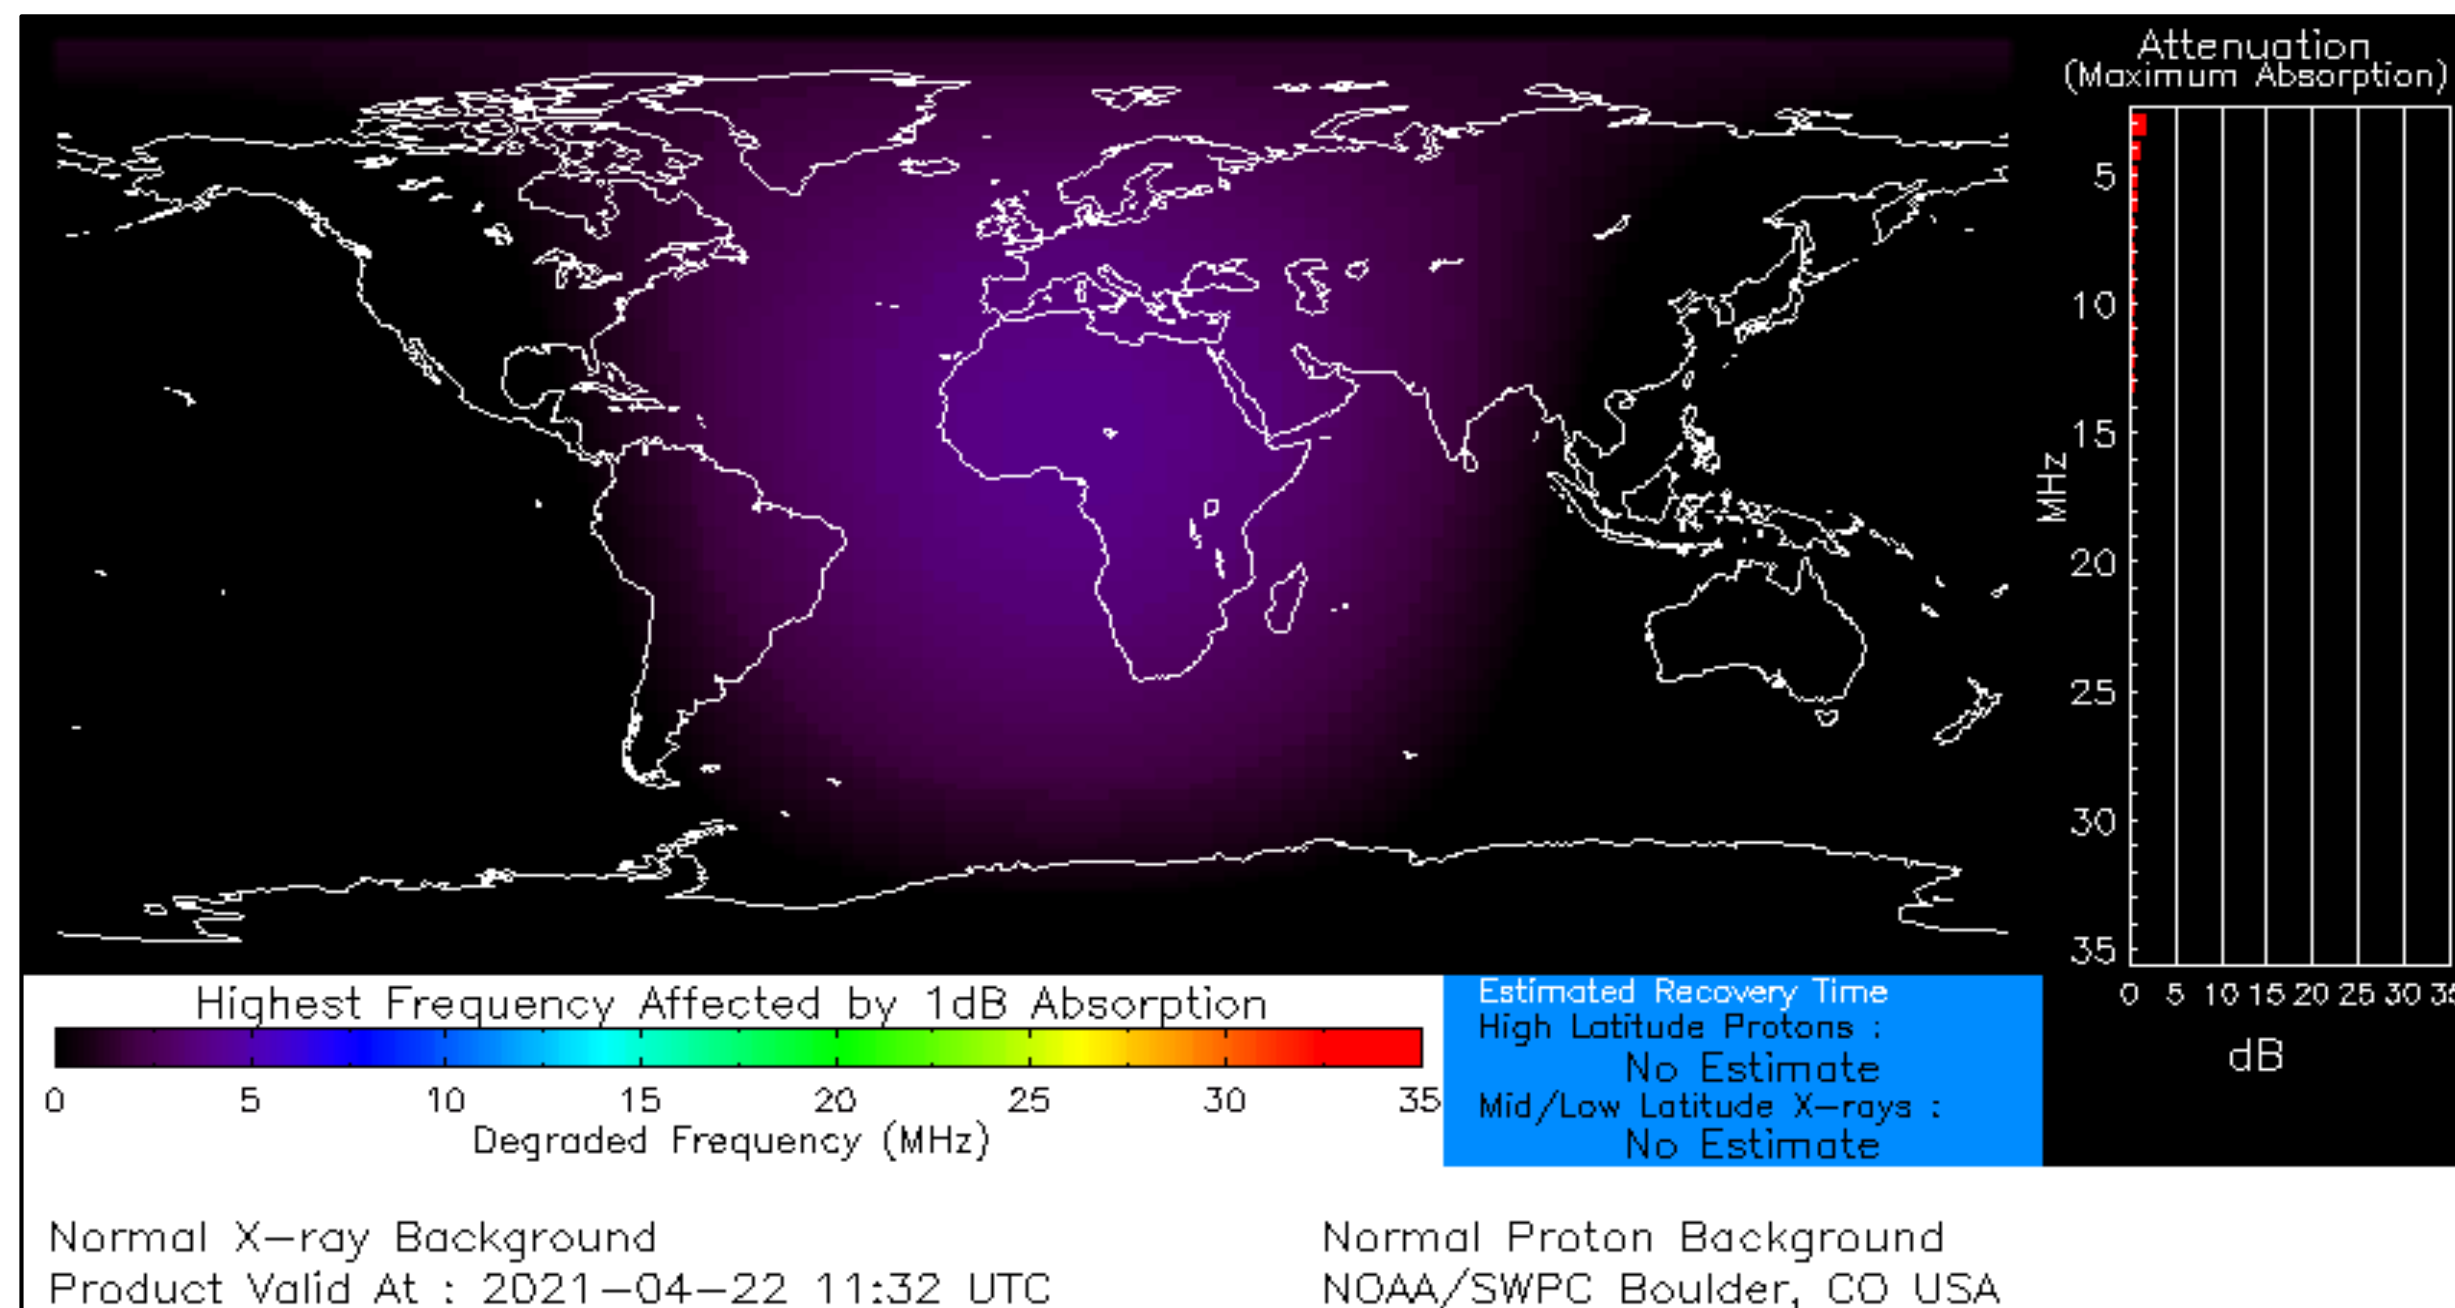 Attenuation
(Maximum Absorption)
5
10
15
20
25
30
35
MHz
0 5 10 15 20 25 30 35
dB
Highest Frequency Affected by 1dB Absorption
0 5 10 15 20 25 30 35
Degraded Frequency (MHz)
Estimated Recovery Time
High Latitude Protons :
No Estimate
Mid/Low Latitude X-rays :
No Estimate
Normal X-ray Background
Normal Proton Background
Product Valid At : 2021-04-22 11:32 UTC
NOAA/SWPC Boulder, CO USA